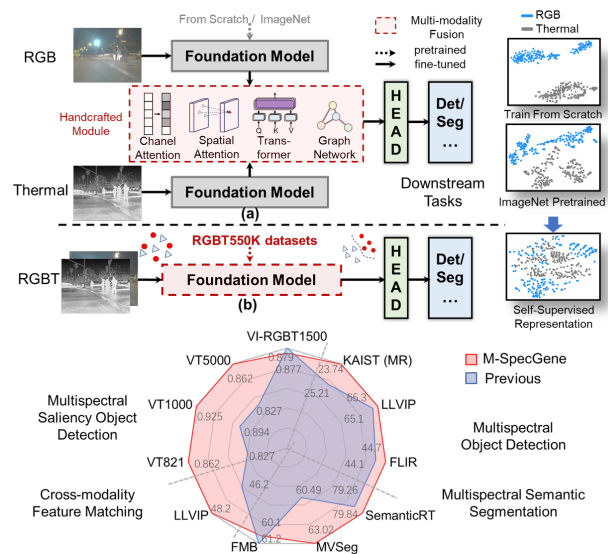 From Scratch / ImageNet
RGB
Foundation Model
Multi-modality
Fusion
pretrained
fine-tuned
Handcrafted
Module
Chanel
Attention
Spatial
Attention
Q K V
Trans-
former
Graph
Network
HEAD
Det/
Seg
...
Thermal
Foundation Model
(a)
Downstream
Tasks
RGB
Thermal
Train From Scratch
ImageNet Pretrained
RGBT550K datasets
RGBT
Foundation Model
(b)
HEAD
Det/
Seg
...
Self-Supervised
Representation
VI-RGBT1500
M-SpecGene
Previous
VT5000
KAIST (MR)
0.879
0.877
23.74
0.862
25.21
VT1000
LLVIP
65.3
65.1
0.925
0.827
Multispectral
Saliency Object
Detection
0.894
44.7
44.1
Multispectral
Object Detection
VT821
0.862
0.827
FLIR
Cross-modality
Feature Matching
46.2
60.49
79.26
79.84
Multispectral Semantic
Segmentation
LLVIP
48.2
SemanticRT
60.1
61.2
63.02
FMB
MVSeg